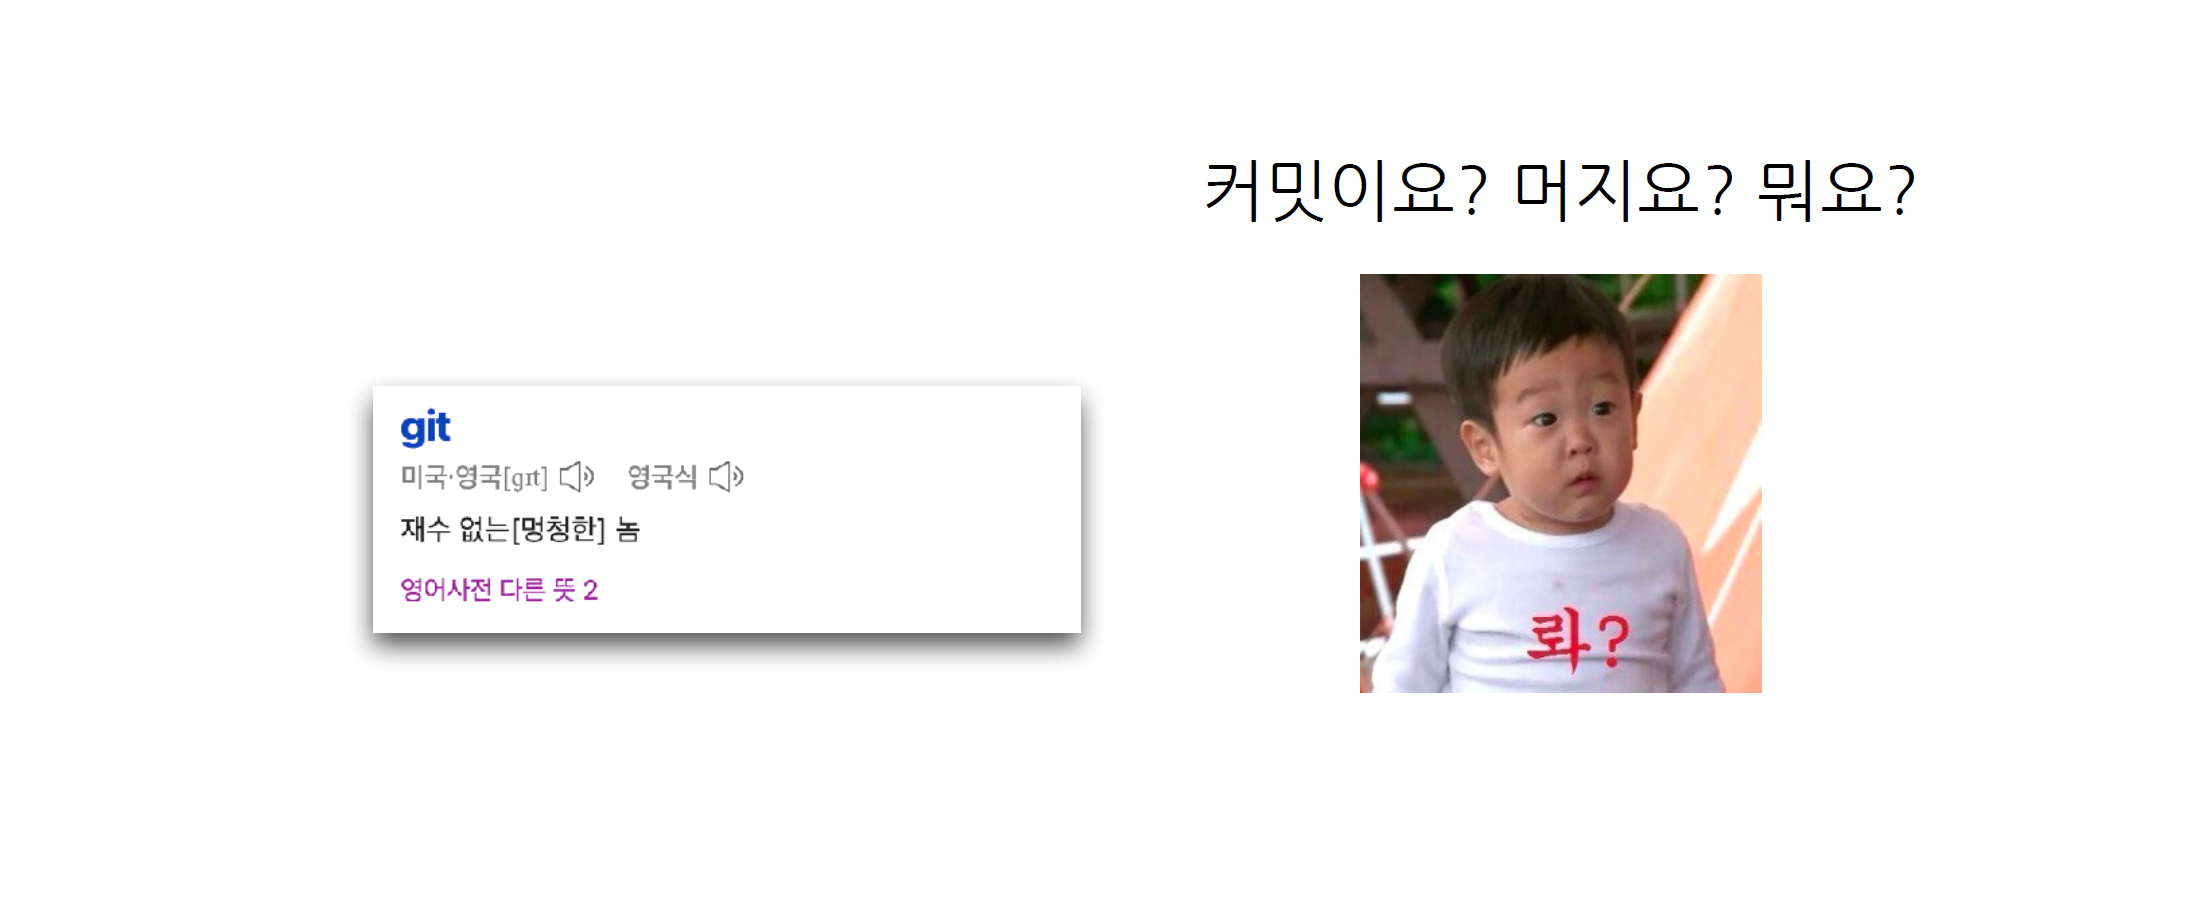 커밋이요? 머지요? 뭐요?
git
미국·영국[gɪt] 영국식
재수 없는[멍청한] 놈
영어사전 다른 뜻 2
롸?